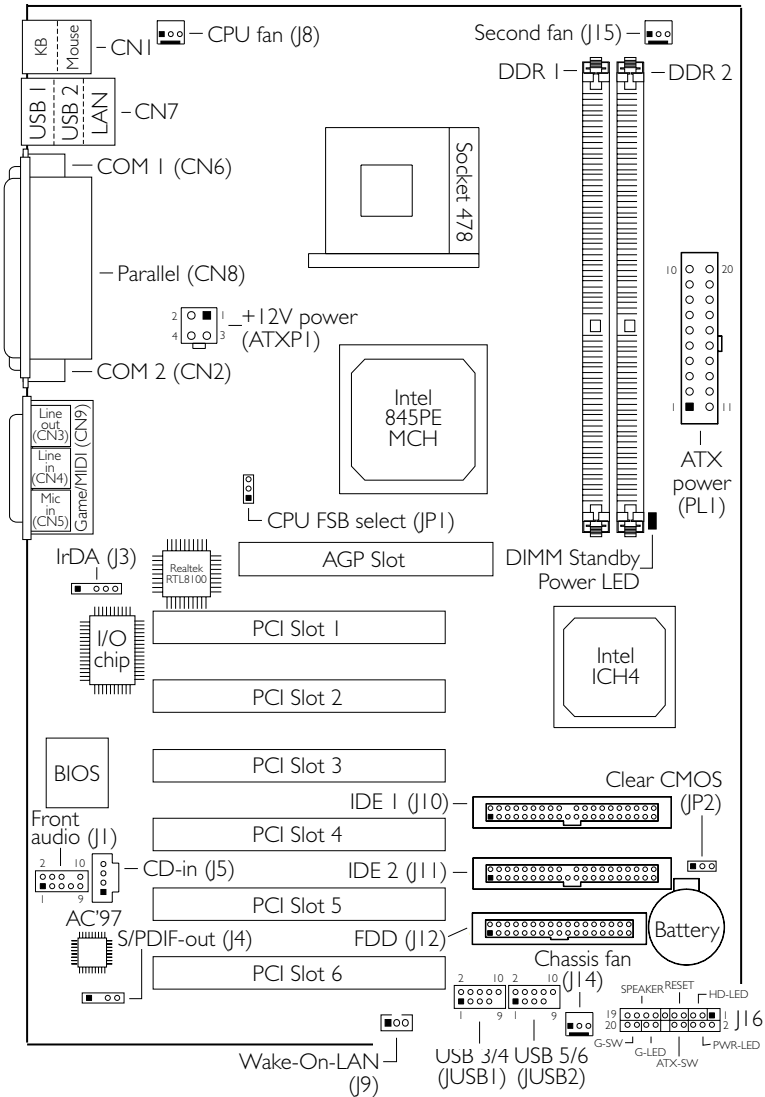 KB
Mouse
CN1
CPU fan (J8)
Second fan (J15)
DDR 1
DDR 2
USB 1
USB 2
LAN
CN7
COM 1 (CN6)
Socket 478
Parallel (CN8)
2 1
4 3
+12V power
(ATXP1)
10 20
1 11
ATX
power
(PL1)
COM 2 (CN2)
Intel
845PE
MCH
Line
out
(CN3)
Line
in
(CN4)
Mic
in
(CN5)
Game/MIDI (CN9)
CPU FSB select (JP1)
IrDA (J3)
Realtek
RTL8100
AGP Slot
DIMM Standby
Power LED
I/O
chip
PCI Slot 1
PCI Slot 2
PCI Slot 3
PCI Slot 4
PCI Slot 5
PCI Slot 6
Intel
ICH4
BIOS
IDE 1 (J10)
Clear CMOS
(JP2)
Front
audio (J1)
2 10
1 9
CD-in (J5)
IDE 2 (J11)
AC'97
S/PDIF-out (J4)
FDD (J12)
Battery
Chassis fan
(J14)
2 10
1 9
2 10
1 9
SPEAKER
RESET
HD-LED
19 1
20 2
J16
G-SW
G-LED
ATX-SW
PWR-LED
Wake-On-LAN
(J9)
USB 3/4
(JUSB1)
USB 5/6
(JUSB2)